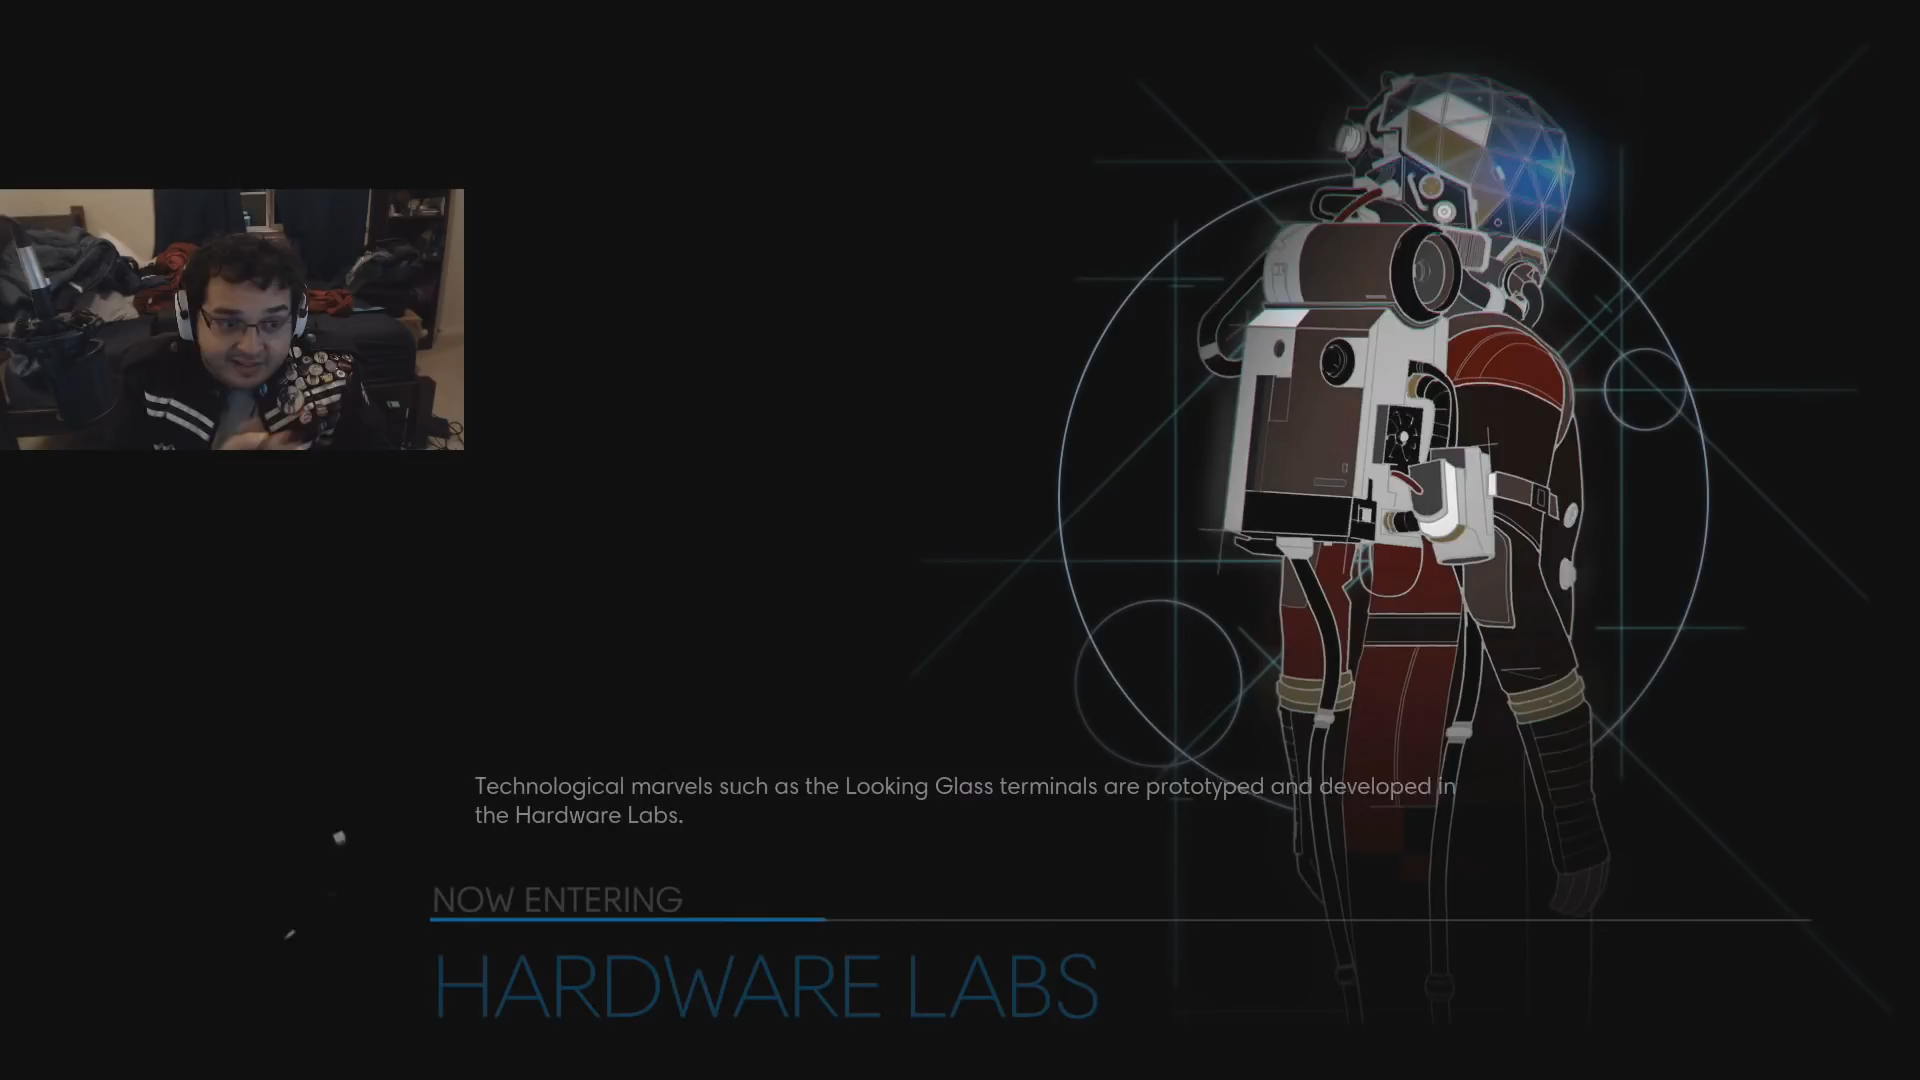 Technological marvels such as the Looking Glass terminals are prototyped and developed in
the Hardware Labs.
NOW ENTERING
HARDWARE LABS